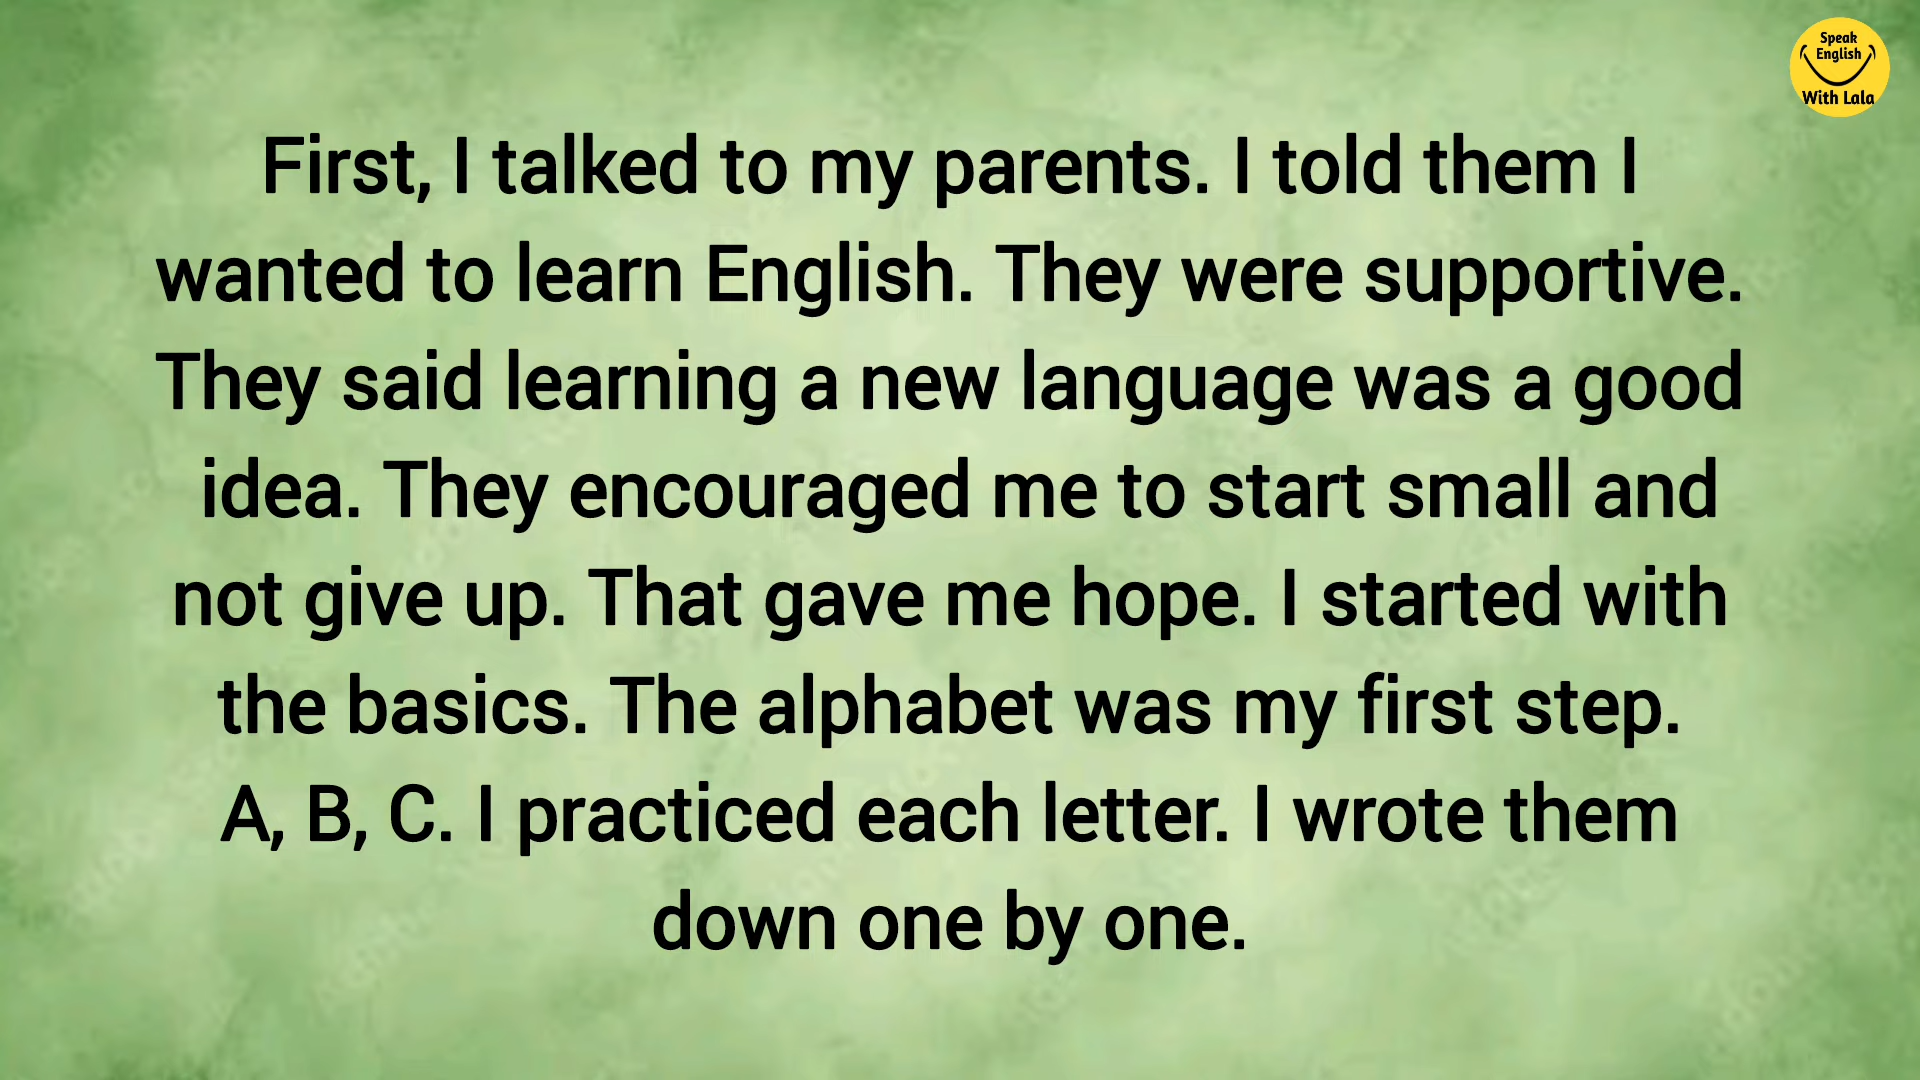 Speak
English
With Lala
First, I talked to my parents. I told them I
wanted to learn English. They were supportive.
They said learning a new language was a good
idea. They encouraged me to start small and
not give up. That gave me hope. I started with
the basics. The alphabet was my first step.
A, B, C. I practiced each letter. I wrote them
down one by one.